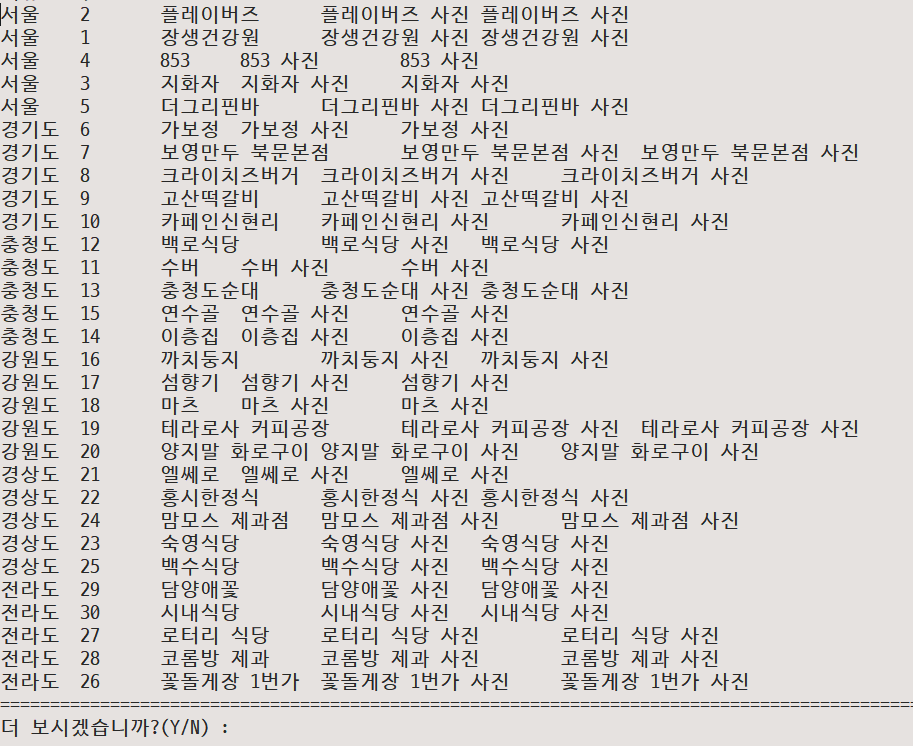 서울 2 플레이버즈 플레이버즈 사진 플레이버즈 사진
서울 1 장생건강원 장생건강원 사진 장생건강원 사진
서울 4 853 853 사진 853 사진
서울 3 지화자 지화자 사진 지화자 사진
서울 5 더그리핀바 더그리핀바 사진 더그리핀바 사진
경기도 6 가보정 가보정 사진 가보정 사진
경기도 7 보영만두 북문본점 보영만두 북문본점 사진 보영만두 북문본점 사진
경기도 8 크라이치즈버거 크라이치즈버거 사진 크라이치즈버거 사진
경기도 9 고산떡갈비 고산떡갈비 사진 고산떡갈비 사진
경기도 10 카페인신현리 카페인신현리 사진 카페인신현리 사진
충청도 12 백로식당 백로식당 사진 백로식당 사진
충청도 11 수버 수버 사진 수버 사진
충청도 13 충청도순대 충청도순대 사진 충청도순대 사진
충청도 15 연수골 연수골 사진 연수골 사진
충청도 14 이층집 이층집 사진 이층집 사진
강원도 16 까치둥지 까치둥지 사진 까치둥지 사진
강원도 17 섬향기 섬향기 사진 섬향기 사진
강원도 18 마츠 마츠 사진 마츠 사진
강원도 19 테라로사 커피공장 테라로사 커피공장 사진 테라로사 커피공장 사진
강원도 20 양지말 화로구이 양지말 화로구이 사진 양지말 화로구이 사진
경상도 21 엘쎄로 엘쎄로 사진 엘쎄로 사진
경상도 22 홍시한정식 홍시한정식 사진 홍시한정식 사진
경상도 24 맘모스 제과점 맘모스 제과점 사진 맘모스 제과점 사진
경상도 23 숙영식당 숙영식당 사진 숙영식당 사진
경상도 25 백수식당 백수식당 사진 백수식당 사진
전라도 29 담양애꽃 담양애꽃 사진 담양애꽃 사진
전라도 30 시내식당 시내식당 사진 시내식당 사진
전라도 27 로터리 식당 로터리 식당 사진 로터리 식당 사진
전라도 28 코롬방 제과 코롬방 제과 사진 코롬방 제과 사진
전라도 26 꽃돌게장 1번가 꽃돌게장 1번가 사진 꽃돌게장 1번가 사진
더 보시겠습니까?(Y/N) :